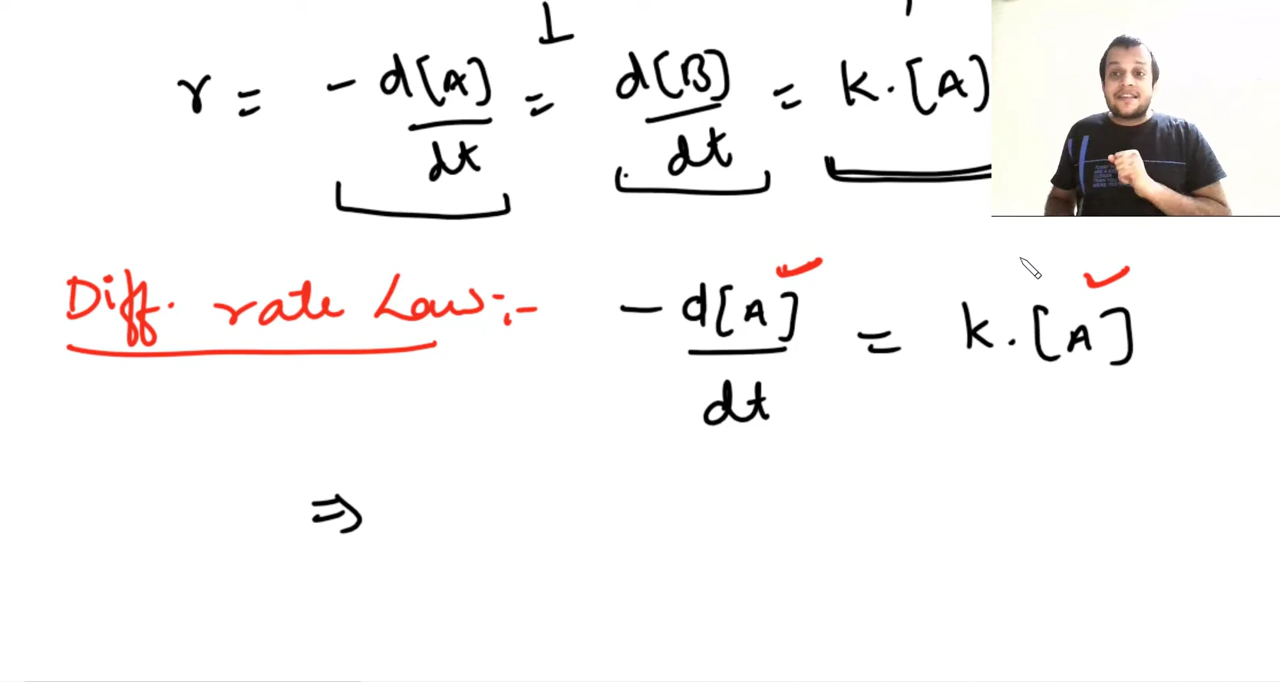 r = - d[A]/dt = d[B]/dt = k.[A]
Diff. rate Law:- - d[A]/dt = k.[A]
⇒